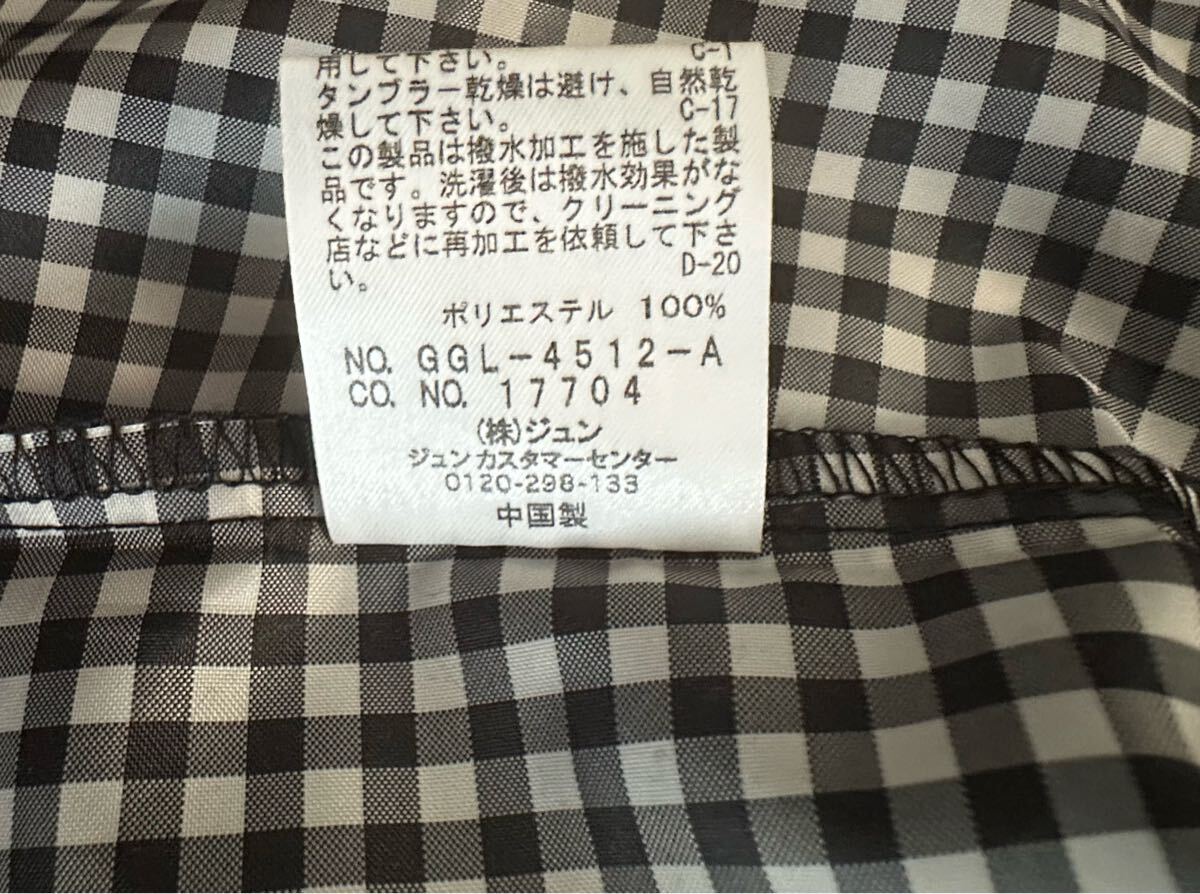 用して下さい。 C-1
タンブラー乾燥は避け、自然乾
燥して下さい。 C-17
この製品は撥水加工を施した製
品です。洗濯後は撥水効果がな
くなりますので、クリーニング
店などに再加工を依頼して下さ
い。 D-20
ポリエステル 100%
NO. GGL-4512-A
CO. NO. 17704
(株)ジュン
ジュンカスタマーセンター
0120-298-133
中国製